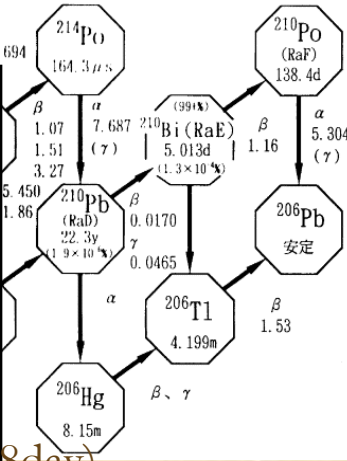 694
²¹⁴Po
164.3μs
β
1.07
1.51
3.27
α
7.687
(γ)
5.450
1.86
²¹⁰Pb
(RaD)
22.3y
(1.9×10⁻⁶%)
β
0.0170
γ
0.0465
(99+%)
²¹⁰Bi(RaE)
5.013d
(1.3×10⁻⁴%)
β
1.16
²¹⁰Po
(RaF)
138.4d
α
5.304
(γ)
²⁰⁶Pb
安定
α
²⁰⁶Tl
4.199m
β
1.53
²⁰⁶Hg
8.15m
β、γ
8day)